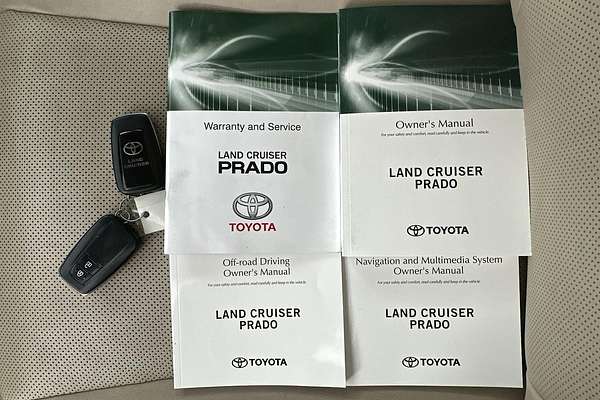 Warranty and Service
LAND CRUISER
PRADO
TOYOTA
Owner's Manual
For your safety and comfort, read carefully and keep in the vehicle.
LAND CRUISER
PRADO
TOYOTA
Off-road Driving
Owner's Manual
For your safety and comfort, read carefully and keep in the vehicle.
LAND CRUISER
PRADO
TOYOTA
Navigation and Multimedia System
Owner's Manual
For your safety and comfort, read carefully and keep in the vehicle.
LAND CRUISER
PRADO
TOYOTA
LAND
CRUISER